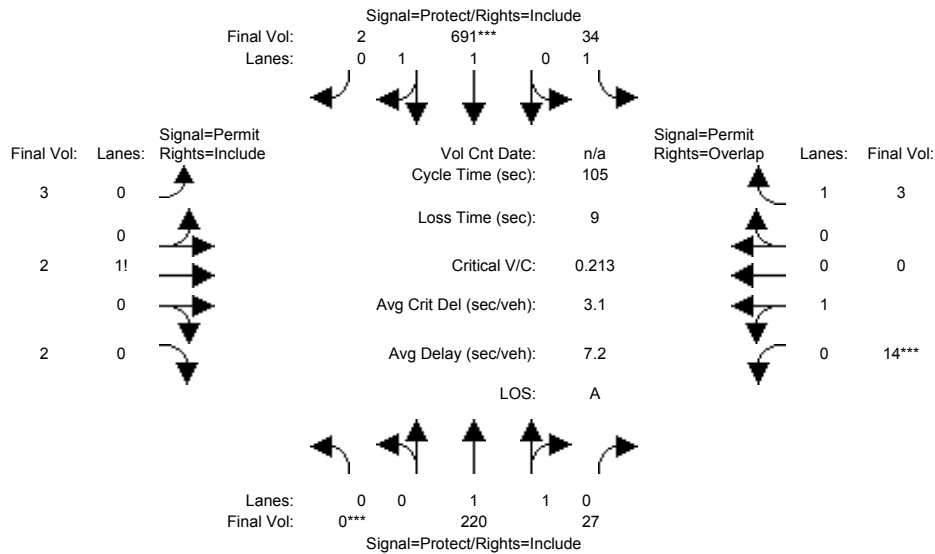 Signal=Protect/Rights=Include
Final Vol: 2 691*** 34
Lanes: 0 1 1 0 1
Signal=Permit Signal=Permit
Final Vol: Lanes: Rights=Include Vol Cnt Date: n/a Rights=Overlap Lanes: Final Vol:
Cycle Time (sec): 105
3 0 1 3
Loss Time (sec): 9
0 0
2 1! Critical V/C: 0.213 0 0
0 Avg Crit Del (sec/veh): 3.1 1
2 0 Avg Delay (sec/veh): 7.2 0 14***
LOS: A
Lanes: 0 0 1 1 0
Final Vol: 0*** 220 27
Signal=Protect/Rights=Include